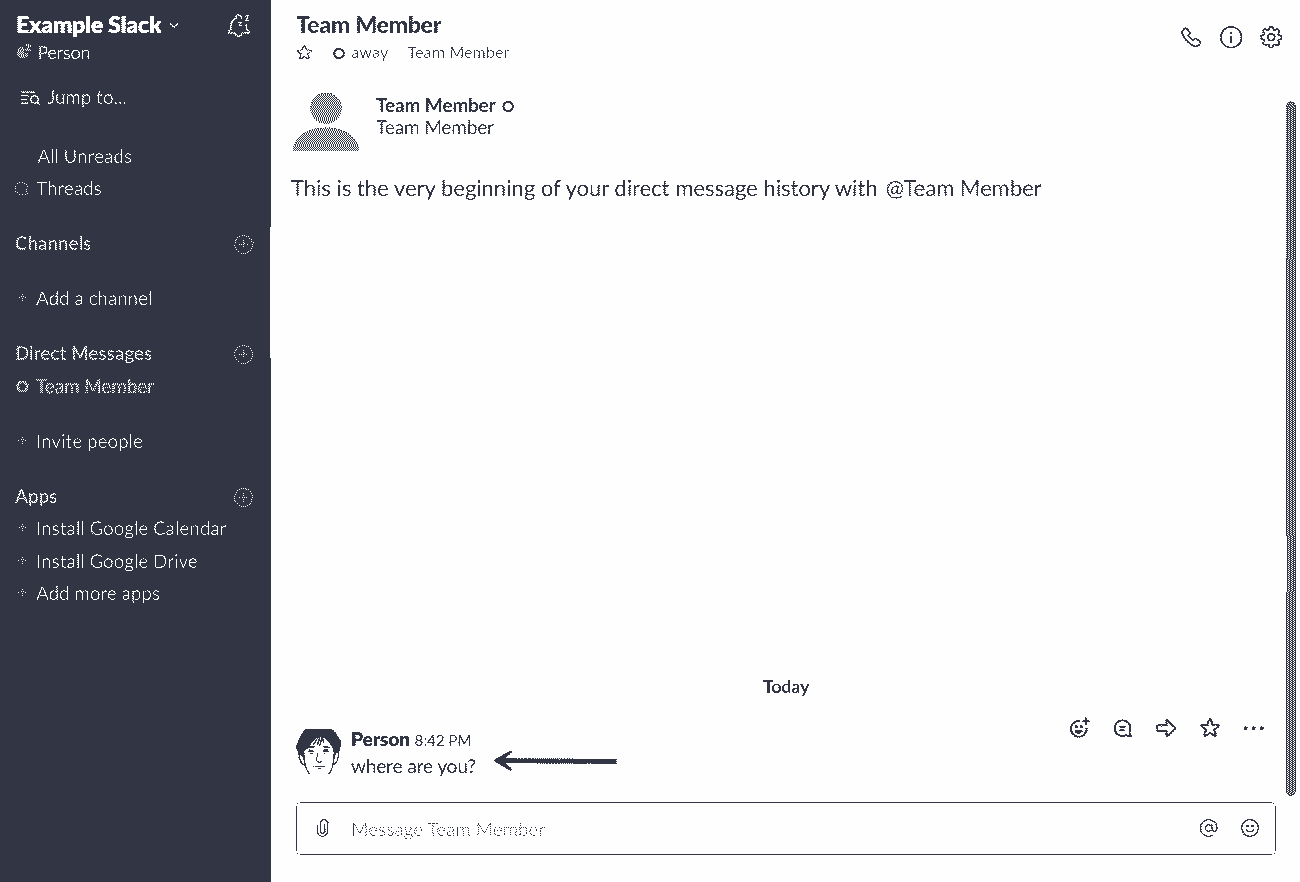 Example Slack
Person
Jump to...
All Unreads
Threads
Channels
Add a channel
Direct Messages
Team Member
Invite people
Apps
Install Google Calendar
Install Google Drive
Add more apps
Team Member
away Team Member
Team Member
Team Member
This is the very beginning of your direct message history with @Team Member
Today
Person 8:42 PM
where are you?
Message Team Member